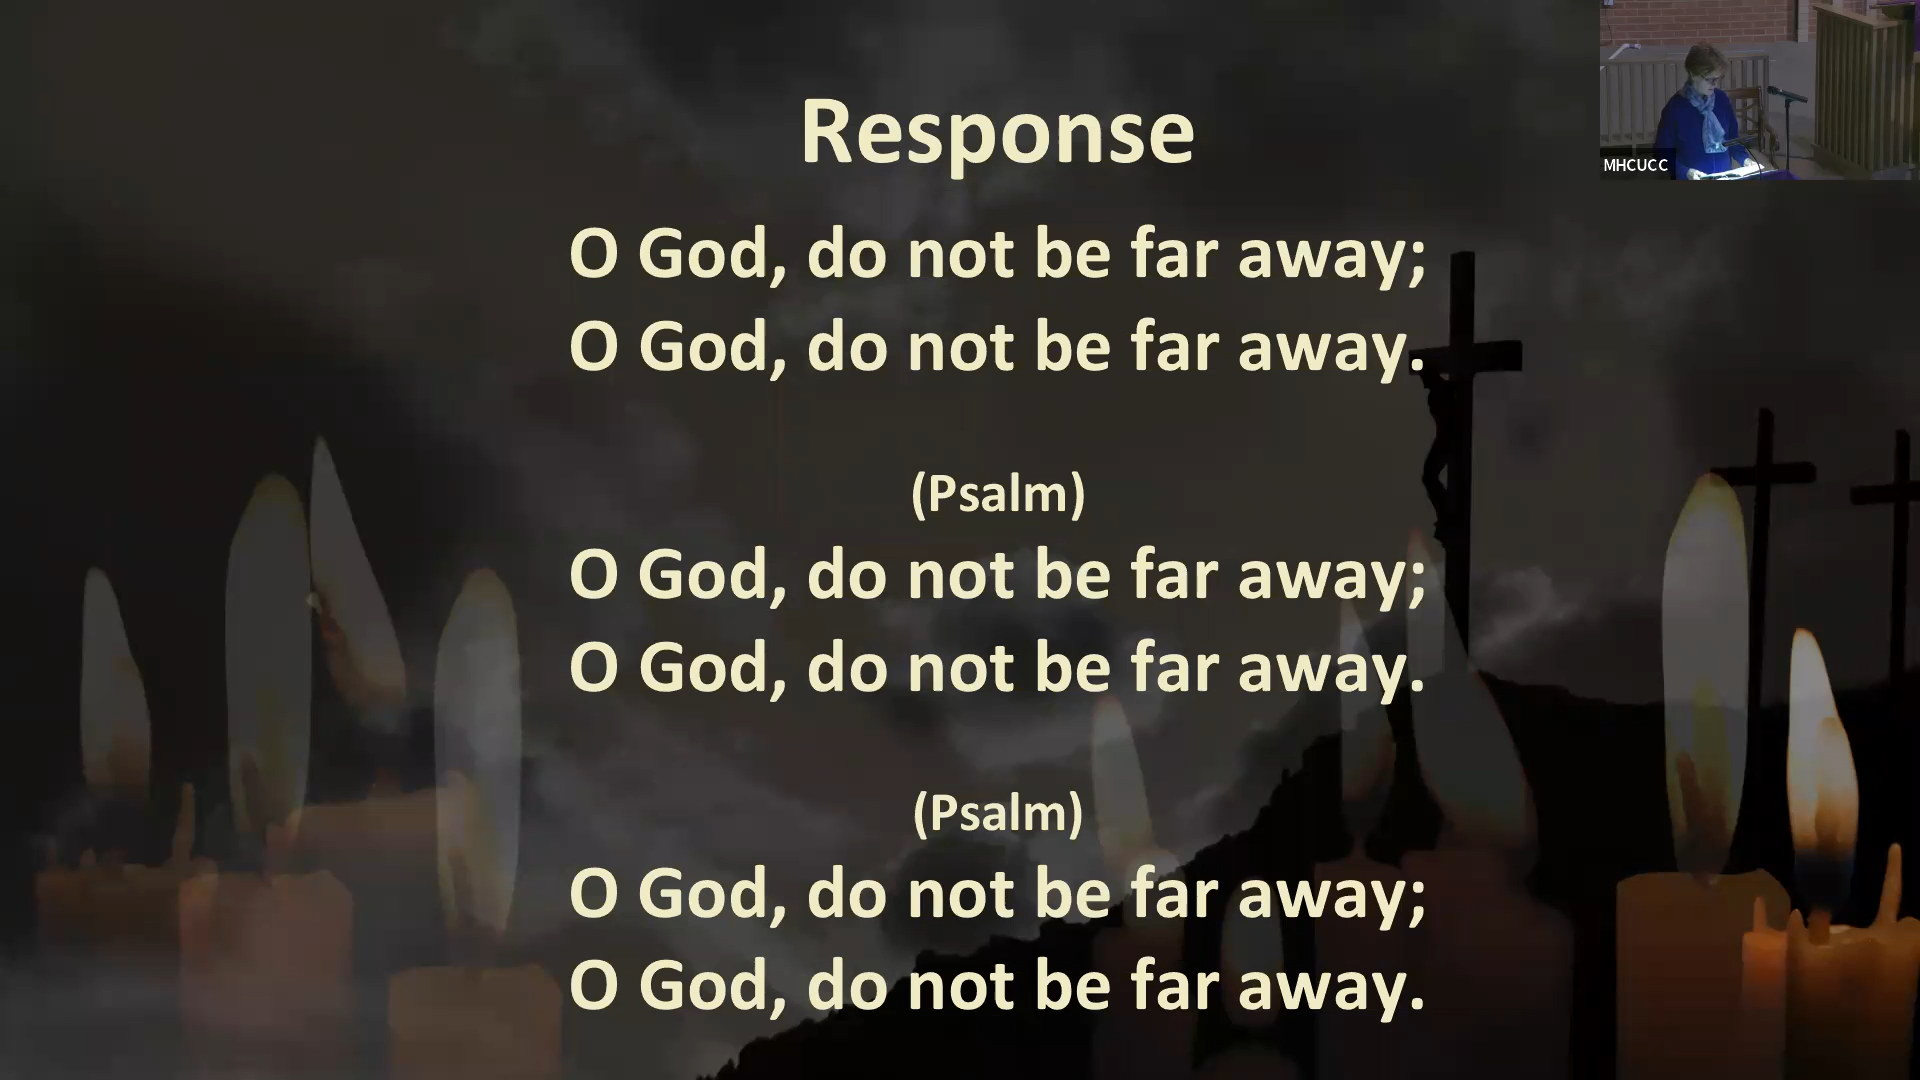 Response
O God, do not be far away;
O God, do not be far away.
(Psalm)
O God, do not be far away;
O God, do not be far away.
(Psalm)
O God, do not be far away;
O God, do not be far away.
MHCUCC